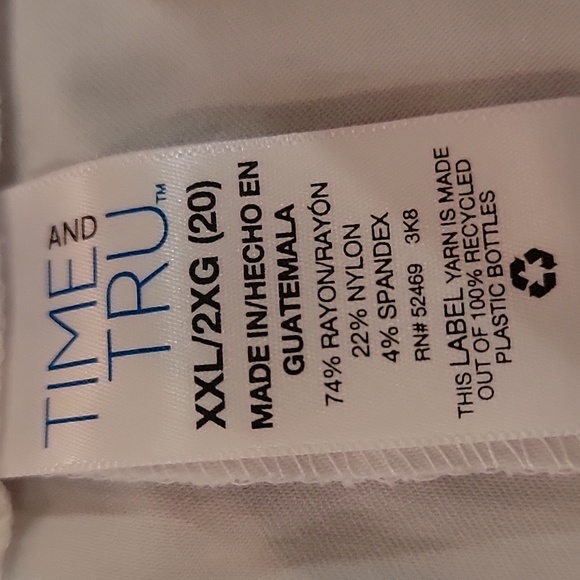 TIME AND
TRU™
XXL/2XG (20)
MADE IN/HECHO EN
GUATEMALA
74% RAYON/RAYÓN
22% NYLON
4% SPANDEX
RN# 52469 3K8
THIS LABEL YARN IS MADE
OUT OF 100% RECYCLED
PLASTIC BOTTLES